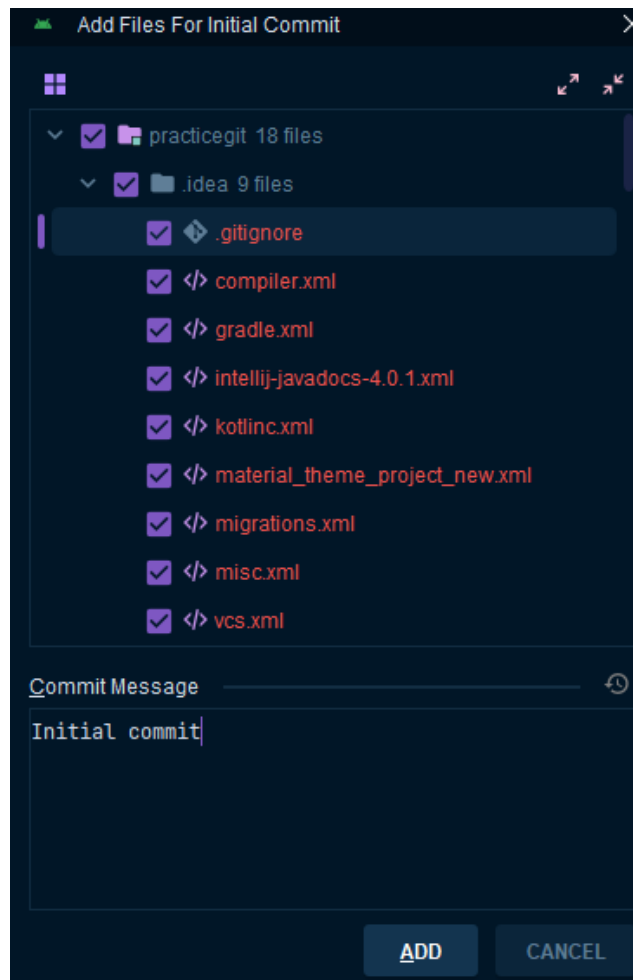 Add Files For Initial Commit
practicegit 18 files
.idea 9 files
.gitignore
</> compiler.xml
</> gradle.xml
</> intellij-javadocs-4.0.1.xml
</> kotlinc.xml
</> material_theme_project_new.xml
</> migrations.xml
</> misc.xml
</> vcs.xml
Commit Message
Initial commit
ADD CANCEL